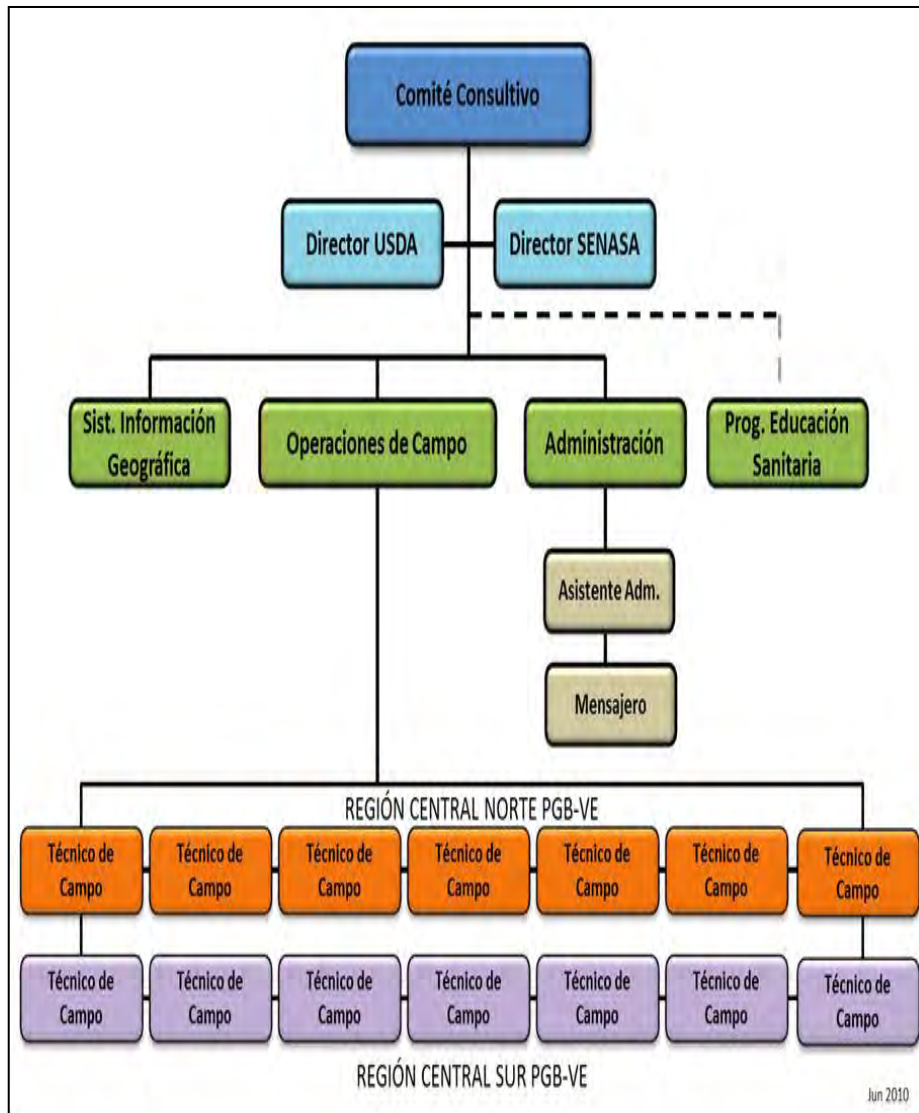 Comité Consultivo
Director USDA
Director SENASA
Sist. Información
Geográfica
Operaciones de Campo
Administración
Prog. Educación
Sanitaria
Asistente Adm.
Mensajero
REGIÓN CENTRAL NORTE PGB-VE
Técnico de
Campo
Técnico de
Campo
Técnico de
Campo
Técnico de
Campo
Técnico de
Campo
Técnico de
Campo
Técnico de
Campo
Técnico de
Campo
Técnico de
Campo
Técnico de
Campo
Técnico de
Campo
Técnico de
Campo
Técnico de
Campo
Técnico de
Campo
REGIÓN CENTRAL SUR PGB-VE
Jun 2010